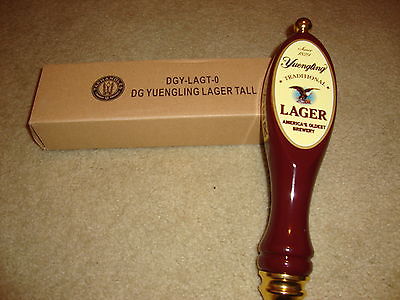 DGY-LAGT-0
DG YUENGLING LAGER TALL
Since
1829
Yuengling
TRADITIONAL
LAGER
AMERICA'S OLDEST
BREWERY